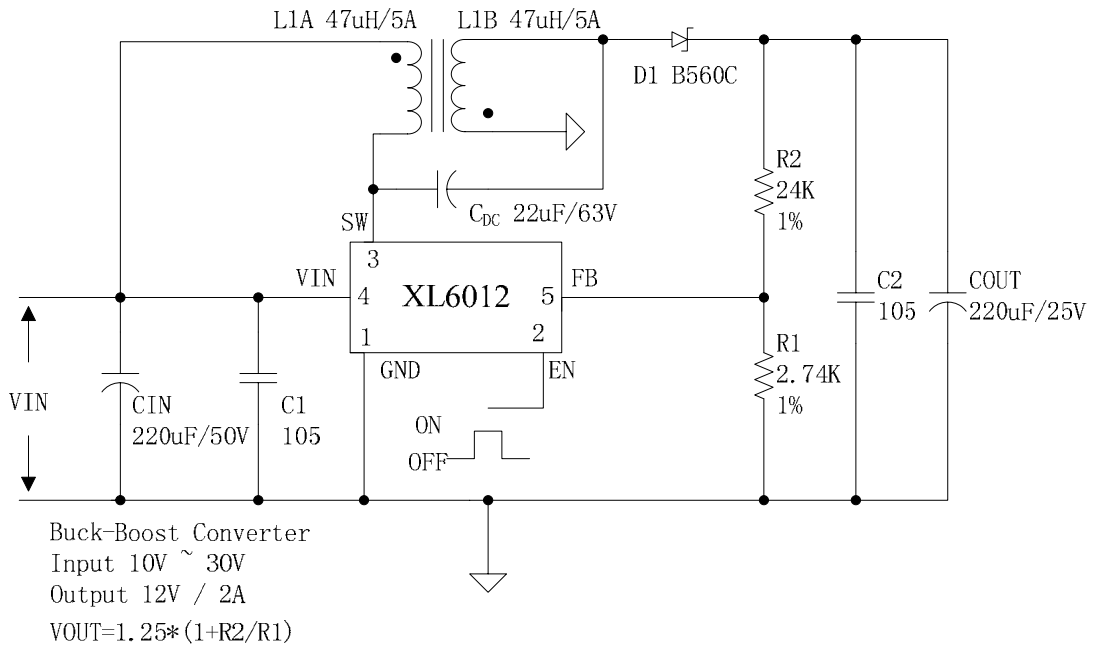 L1A 47uH/5A
L1B 47uH/5A
D1 B560C
R2
24K
1%
C_DC 22uF/63V
SW
3
VIN
4
XL6012
5
FB
1
2
GND
EN
C2
105
COUT
220uF/25V
R1
2.74K
1%
VIN
CIN
220uF/50V
C1
105
ON
OFF
Buck-Boost Converter
Input 10V ~ 30V
Output 12V / 2A
VOUT=1.25*(1+R2/R1)